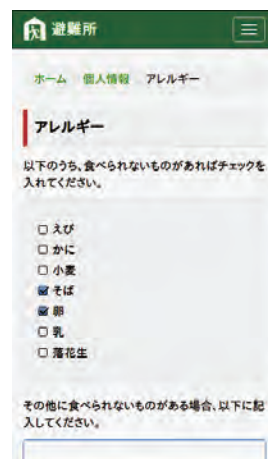 避難所
ホーム 個人情報 アレルギー
アレルギー
以下のうち、食べられないものがあればチェックを
入れてください。
えび
かに
小麦
そば
卵
乳
落花生
その他に食べられないものがある場合、以下に記
入してください。